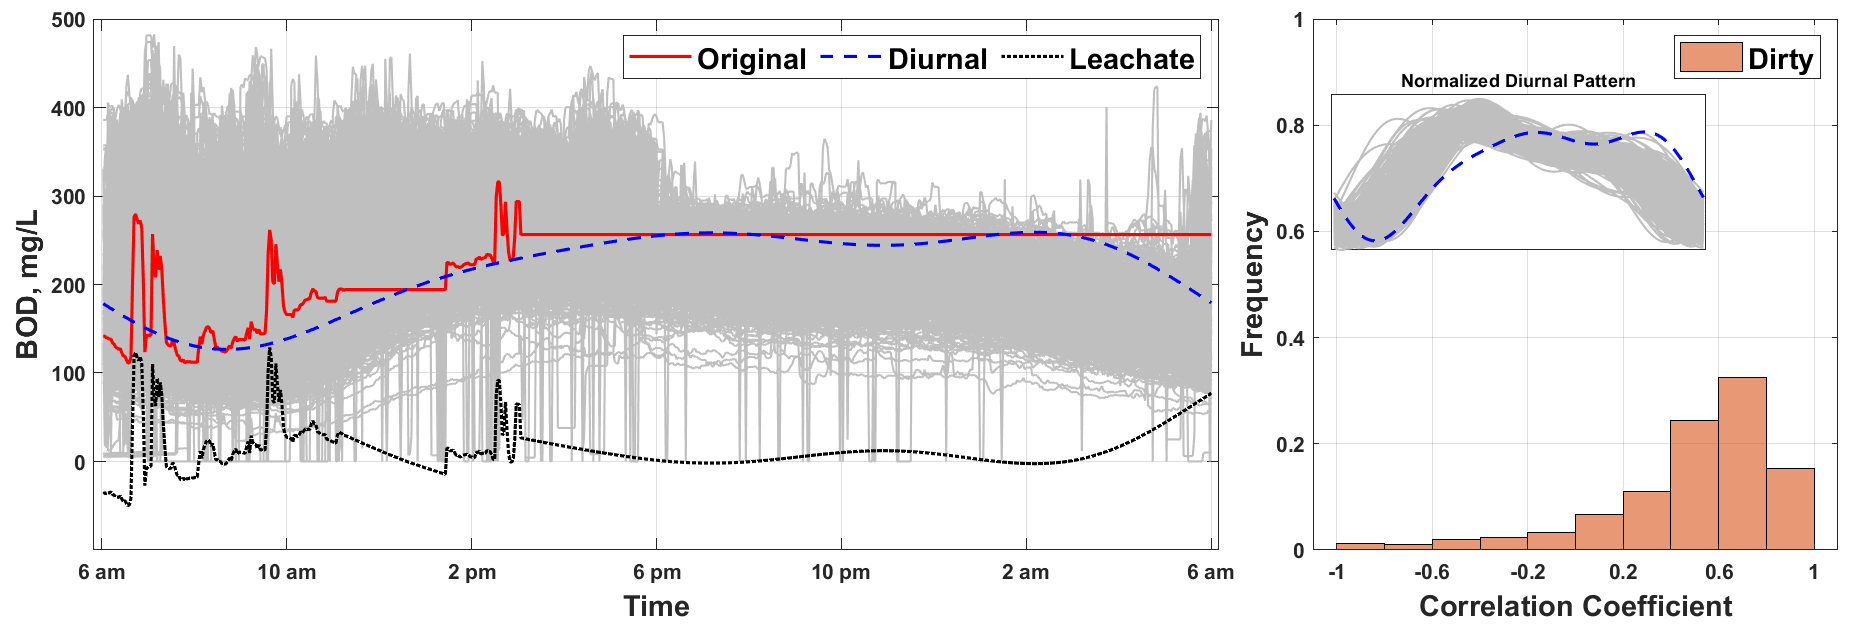 500
400
300
200
100
0
BOD, mg/L
Original Diurnal Leachate
6 am 10 am 2 pm 6 pm 10 pm 2 am 6 am
Time
1
0.8
0.6
0.4
0.2
0
Frequency
Dirty
Normalized Diurnal Pattern
-1 -0.6 -0.2 0.2 0.6 1
Correlation Coefficient